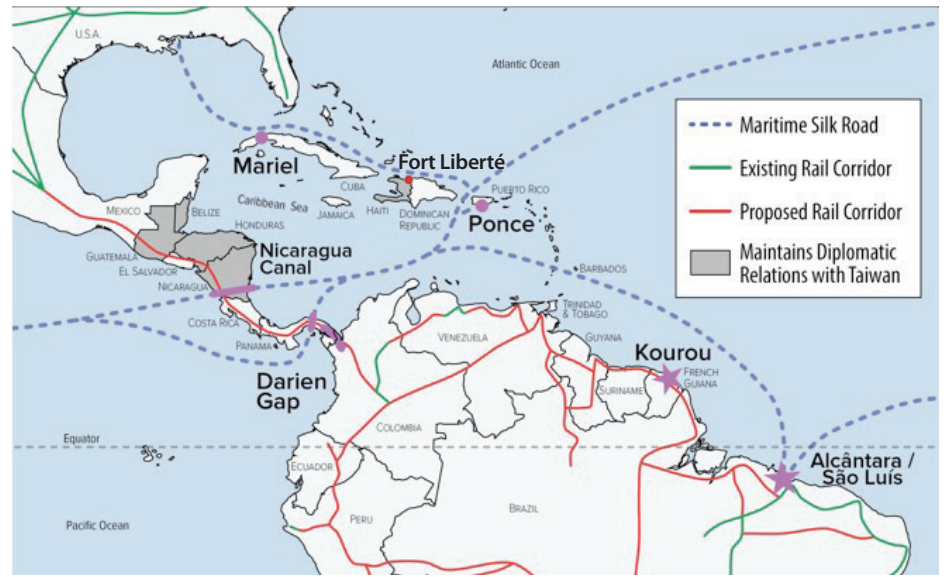 U.S.A.
Atlantic Ocean
Maritime Silk Road
Existing Rail Corridor
Proposed Rail Corridor
Maintains Diplomatic
Relations with Taiwan
Mariel
Fort Liberté
CUBA
PUERTO RICO
Ponce
Caribbean Sea
JAMAICA
HAITI
DOMINICAN
REPUBLIC
MEXICO
BELIZE
HONDURAS
GUATEMALA
EL SALVADOR
Nicaragua
Canal
NICARAGUA
BARBADOS
COSTA RICA
PANAMA
TRINIDAD
& TOBAGO
VENEZUELA
GUYANA
Darien
Gap
Kourou
SURINAME
FRENCH
GUIANA
COLOMBIA
Equator
Alcântara /
São Luís
ECUADOR
Pacific Ocean
PERU
BRAZIL